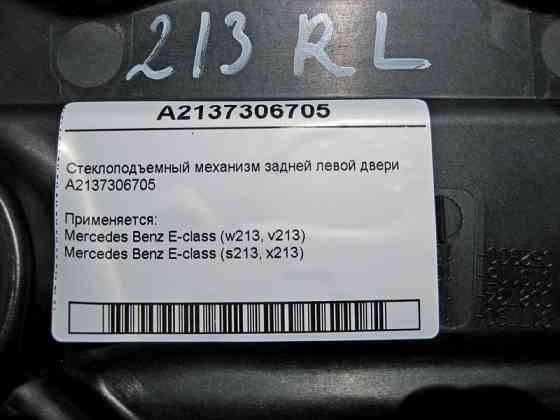 213 RL
A2137306705
Стеклоподъемный механизм задней левой двери
A2137306705
Применяется:
Mercedes Benz E-class (w213, v213)
Mercedes Benz E-class (s213, x213)